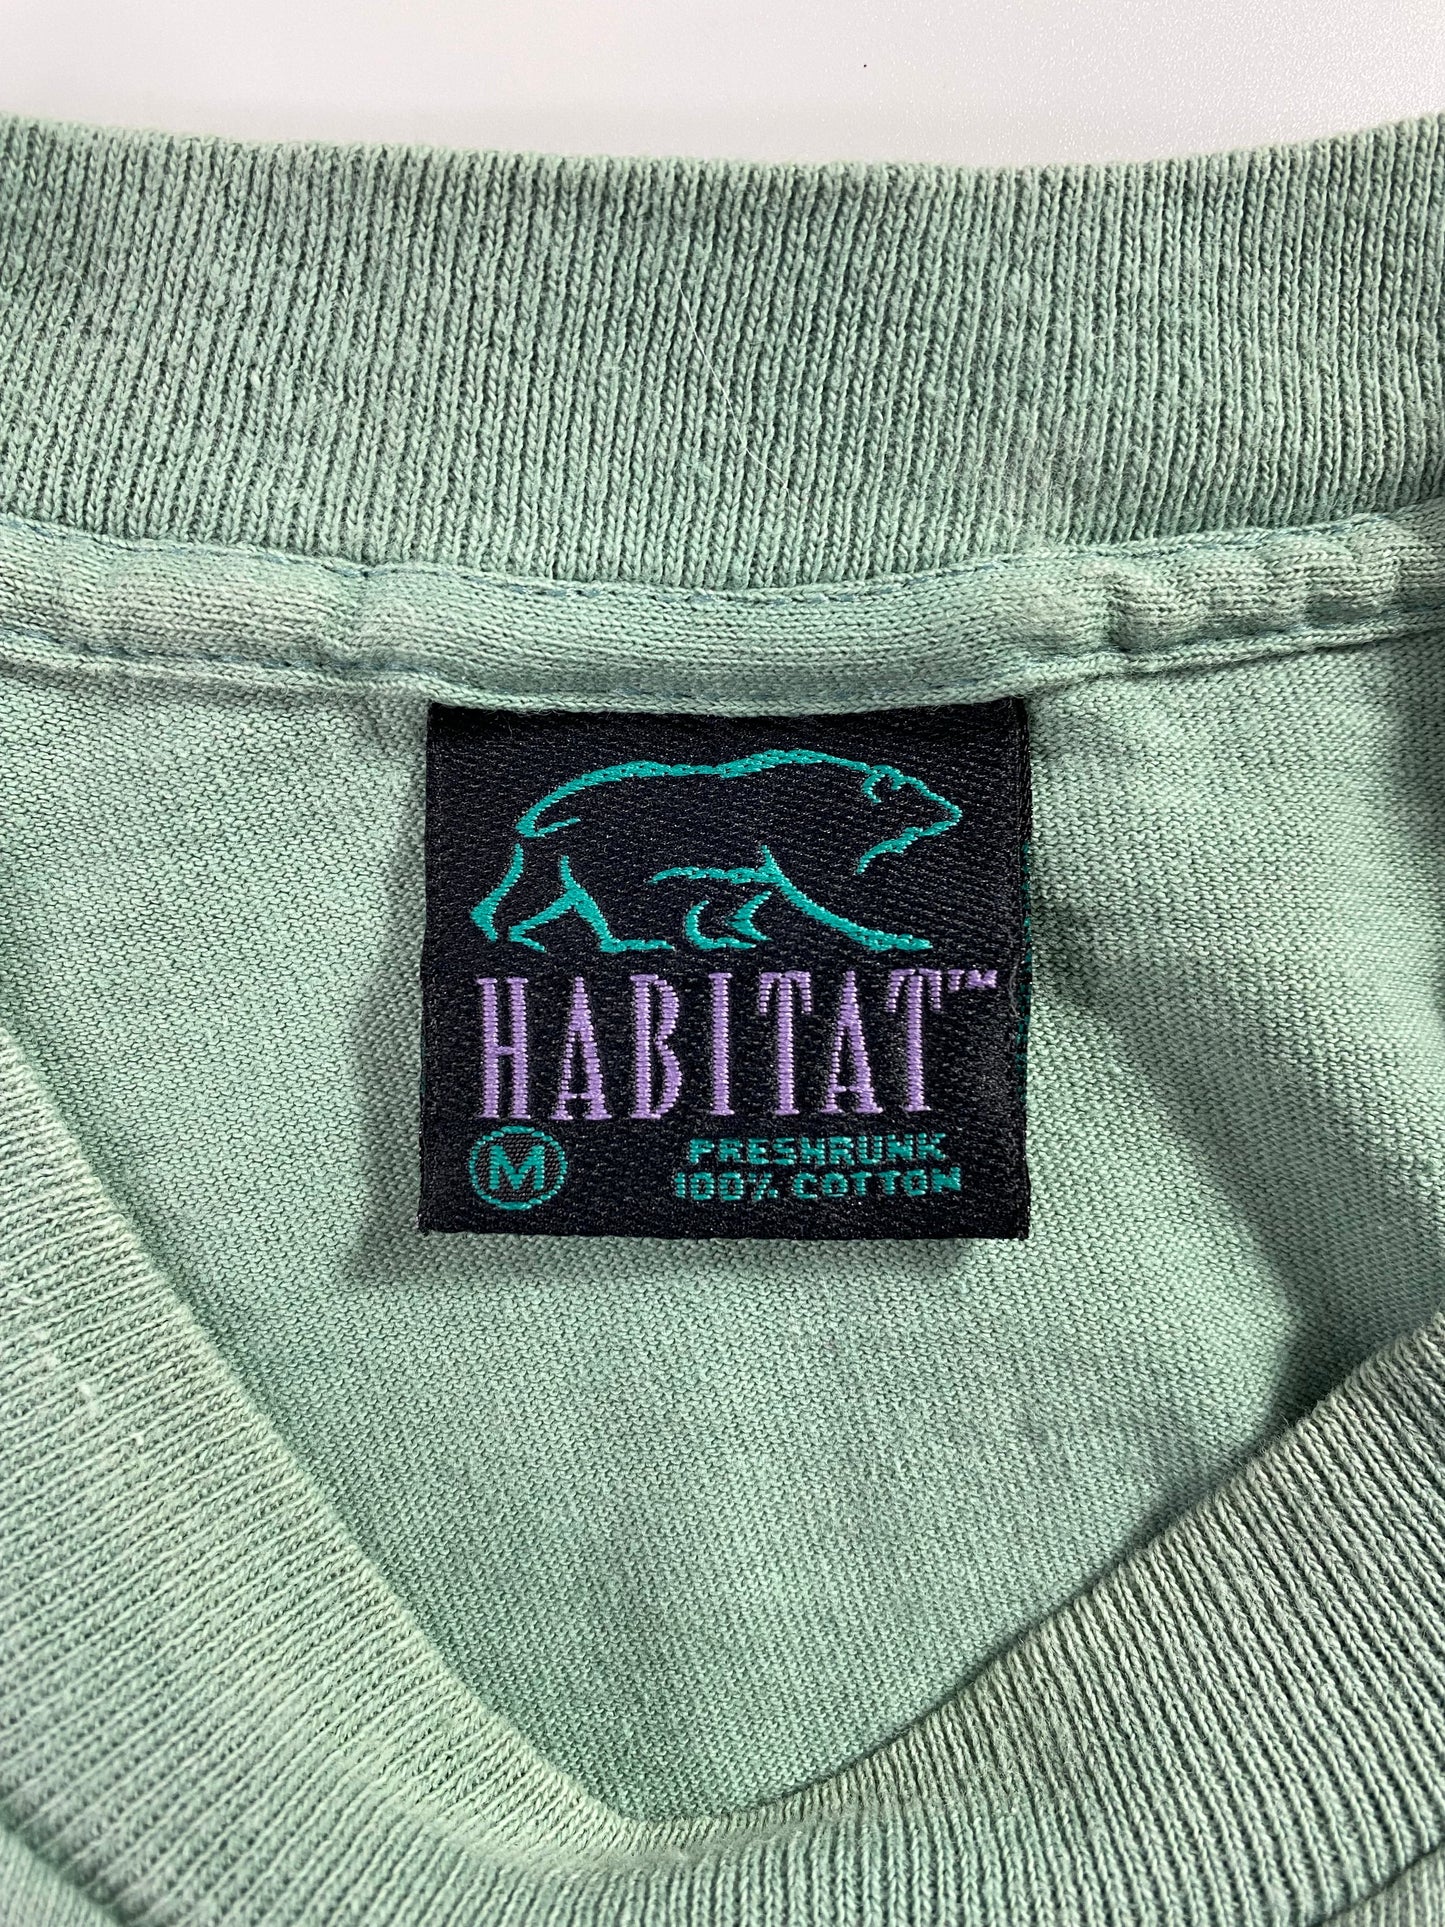 HABITAT™
M
PRESHRUNK
100% COTTON